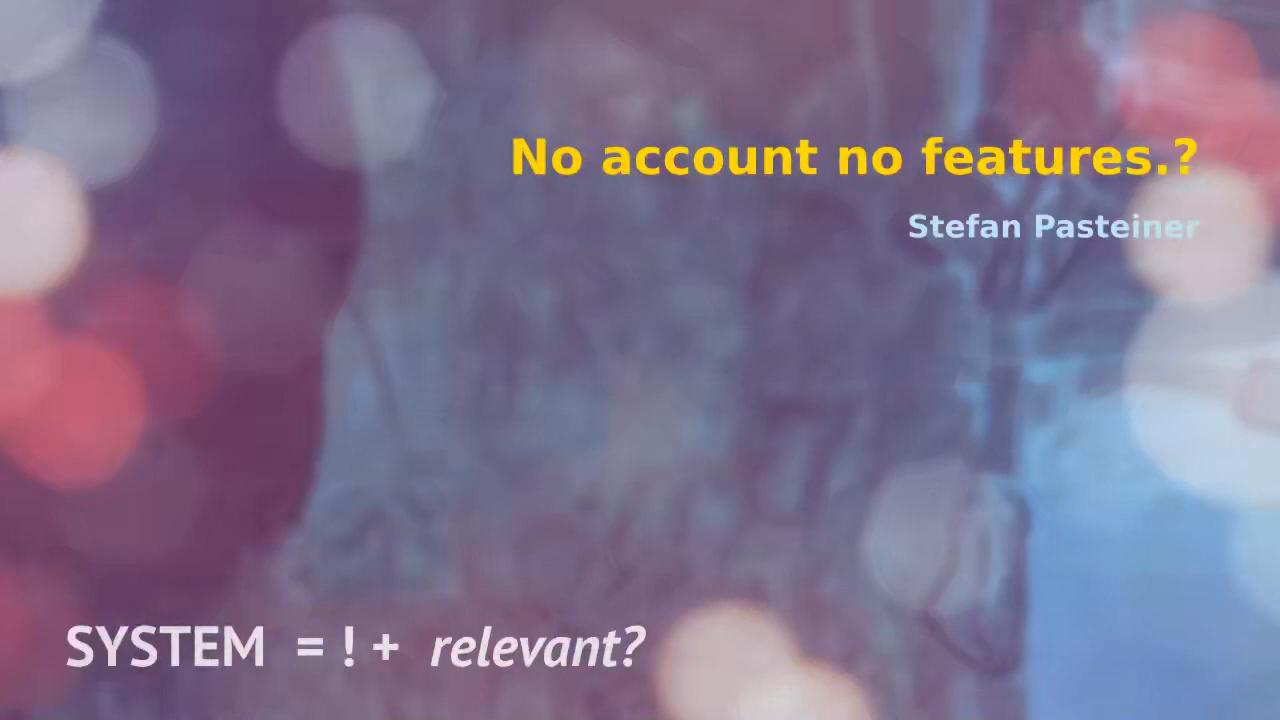 No account no features.?
Stefan Pasteiner
SYSTEM = ! + relevant?